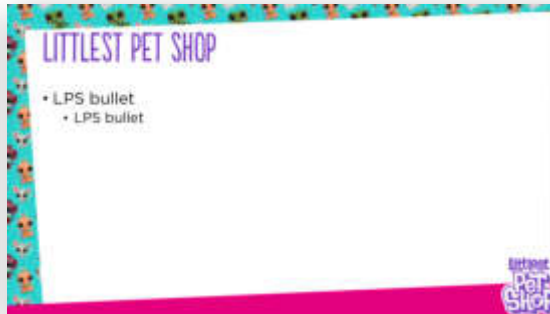 LITTLEST PET SHOP
• LPS bullet
• LPS bullet
Littlest
PET
SHOP